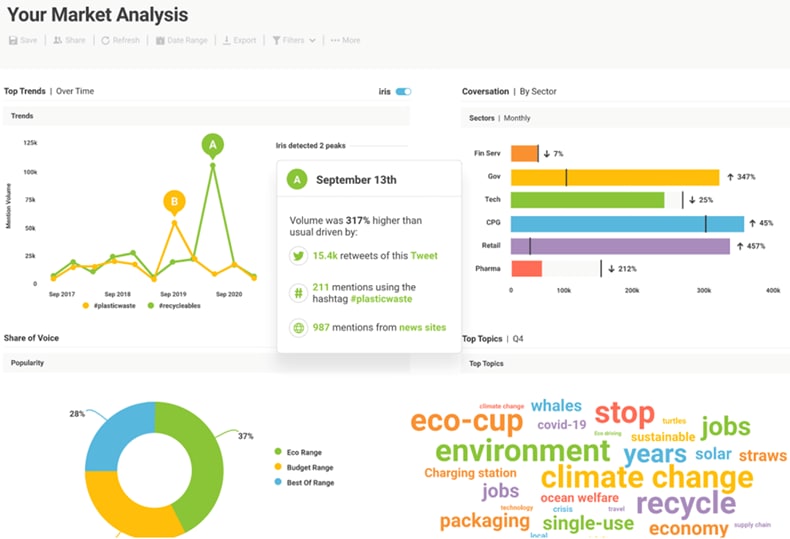 Your Market Analysis
Save | Share | Refresh | Date Range | Export | Filters | ••• More
Top Trends | Over Time
iris
Trends
Iris detected 2 peaks
125k
100k
75k
50k
25k
0
Mention Volume
A
B
Sep 2017
Sep 2018
Sep 2019
Sep 2020
#plasticwaste
#recycleables
A September 13th
Volume was 317% higher than
usual driven by:
15.4k retweets of this Tweet
# 211 mentions using the
hashtag #plasticwaste
987 mentions from news sites
Coversation | By Sector
Sectors | Monthly
Fin Serv ↓ 7%
Gov ↑ 347%
Tech ↓ 25%
CPG ↑ 45%
Retail ↑ 457%
Pharma ↓ 212%
0 100k 200k 300k 400k
Share of Voice
Popularity
28%
37%
Eco Range
Budget Range
Best Of Range
Top Topics | Q4
Top Topics
climate change
whales
eco-cup
covid-19
stop
turtles
jobs
Eco driving
sustainable
environment
years
solar
straws
Charging station
climate change
jobs
ocean welfare
recycle
technology
crisis
travel
packaging
single-use
economy
supply chain